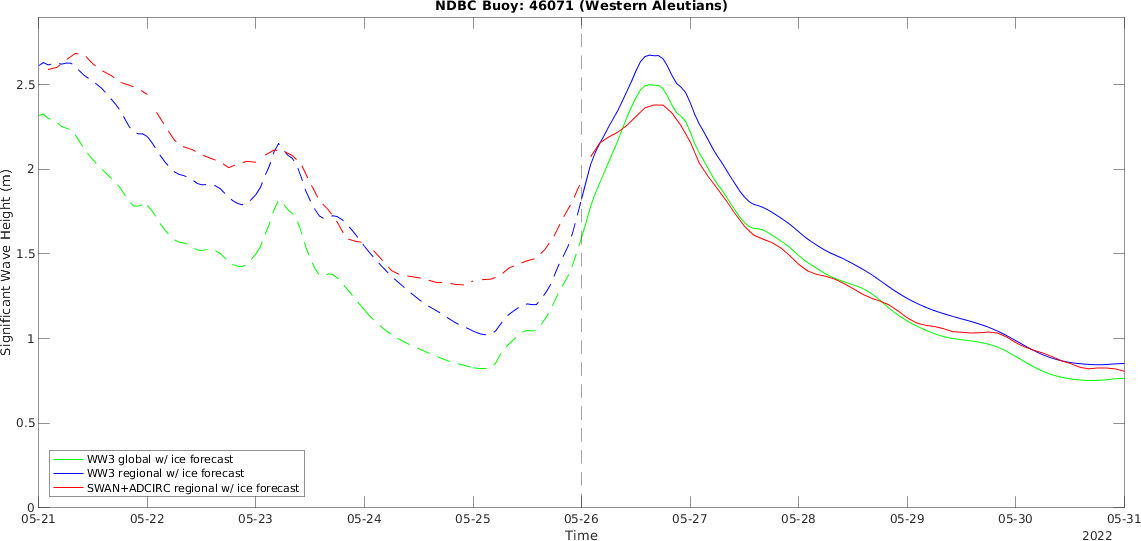 NDBC Buoy: 46071 (Western Aleutians)
Significant Wave Height (m)
2.5
2
1.5
1
0.5
0
WW3 global w/ ice forecast
WW3 regional w/ ice forecast
SWAN+ADCIRC regional w/ ice forecast
05-21 05-22 05-23 05-24 05-25 05-26 05-27 05-28 05-29 05-30 05-31
Time
2022